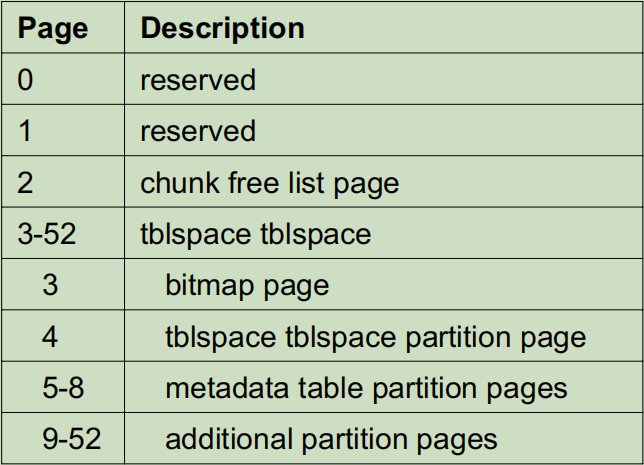 Page Description
0 reserved
1 reserved
2 chunk free list page
3-52 tblspace tblspace
3 bitmap page
4 tblspace tblspace partition page
5-8 metadata table partition pages
9-52 additional partition pages